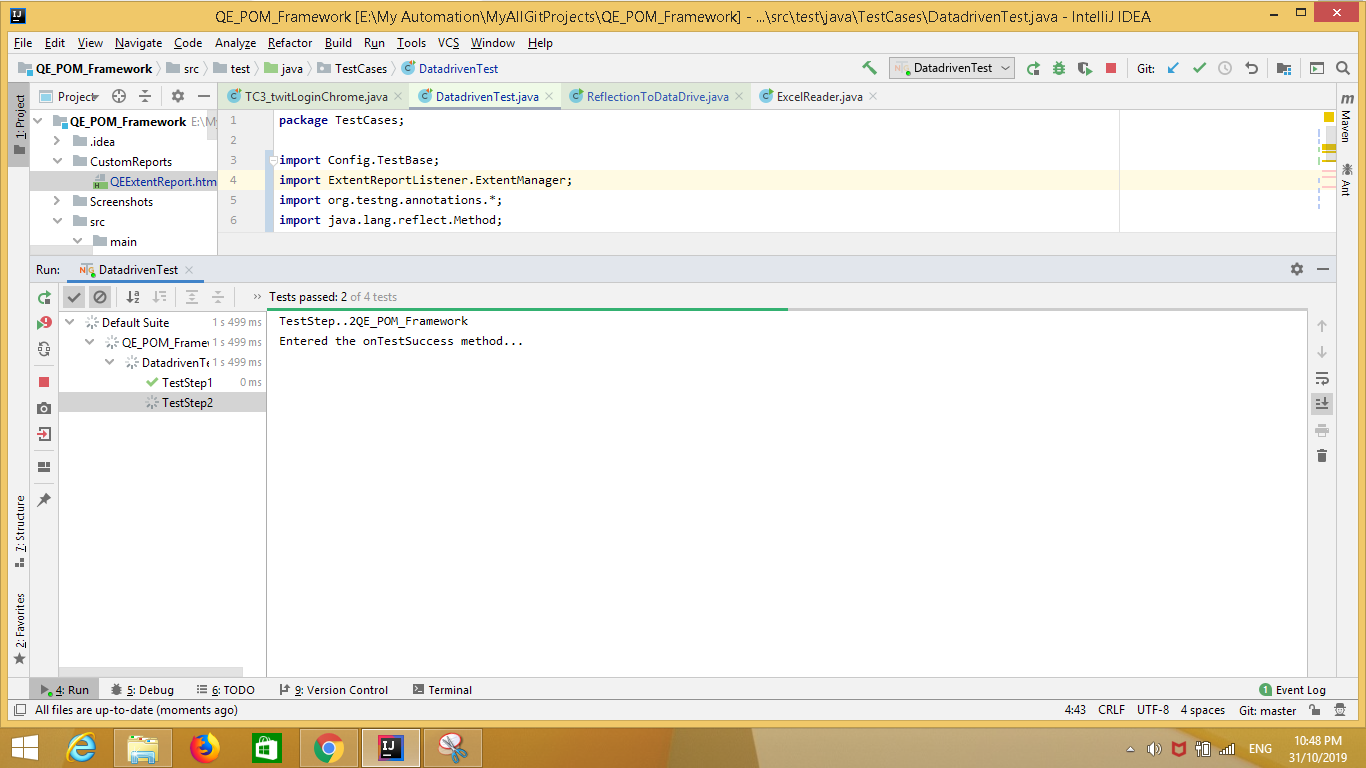 QE_POM_Framework [E:\My Automation\MyAllGitProjects\QE_POM_Framework] - ...\src\test\java\TestCases\DatadrivenTest.java - IntelliJ IDEA
File Edit View Navigate Code Analyze Refactor Build Run Tools VCS Window Help
QE_POM_Framework src test java TestCases DatadrivenTest DatadrivenTest Git:
1: Project
Project TC3_twitLoginChrome.java DatadrivenTest.java ReflectionToDataDrive.java ExcelReader.java
Maven
Ant
QE_POM_Framework E:\M
.idea
CustomReports
QEExtentReport.htm
Screenshots
src
main
1 package TestCases;
2
3 import Config.TestBase;
4 import ExtentReportListener.ExtentManager;
5 import org.testng.annotations.*;
6 import java.lang.reflect.Method;
Run: DatadrivenTest
Tests passed: 2 of 4 tests
Default Suite 1 s 499 ms
QE_POM_Framew 1 s 499 ms
DatadrivenTe 1 s 499 ms
TestStep1 0 ms
TestStep2
TestStep..2QE_POM_Framework
Entered the onTestSuccess method...
7: Structure
2: Favorites
4: Run 5: Debug 6: TODO 9: Version Control Terminal 1 Event Log
All files are up-to-date (moments ago) 4:43 CRLF UTF-8 4 spaces Git: master
ENG 10:48 PM
31/10/2019